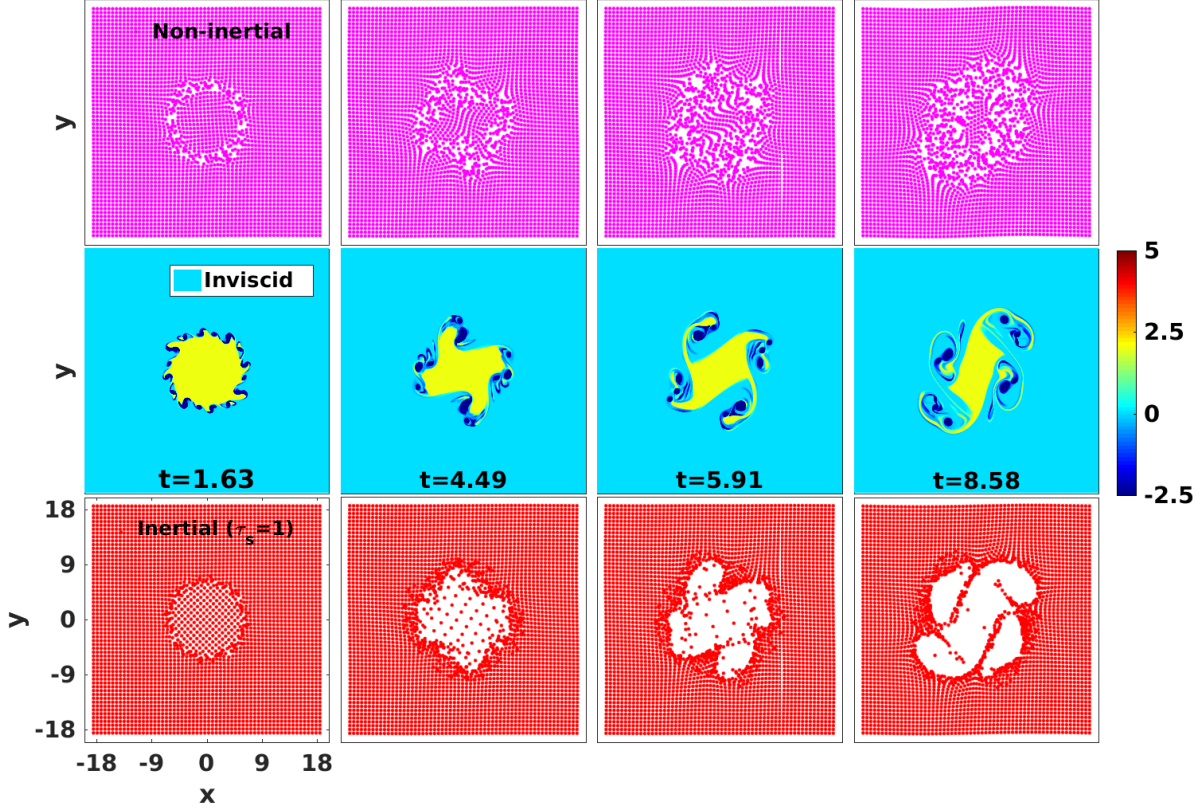 Non-inertial
y
Inviscid
5
2.5
0
-2.5
y
t=1.63
t=4.49
t=5.91
t=8.58
Inertial (τs=1)
18
9
0
-9
-18
y
-18 -9 0 9 18
x